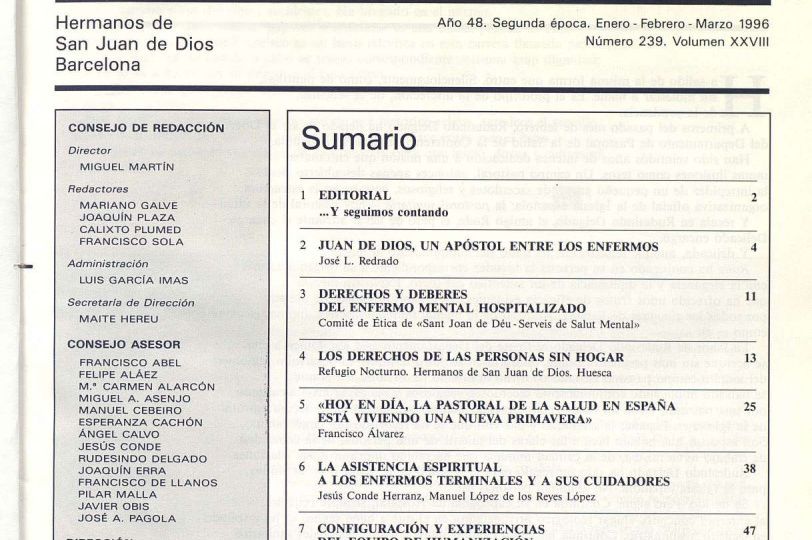 Hermanos de
San Juan de Dios
Barcelona
Año 48. Segunda época. Enero - Febrero - Marzo 1996
Número 239. Volumen XXVIII
CONSEJO DE REDACCIÓN
Director
MIGUEL MARTÍN
Redactores
MARIANO GALVE
JOAQUÍN PLAZA
CALIXTO PLUMED
FRANCISCO SOLA
Administración
LUIS GARCÍA IMAS
Secretaría de Dirección
MAITE HEREU
CONSEJO ASESOR
FRANCISCO ABEL
FELIPE ALÁEZ
M.ª CARMEN ALARCÓN
MIGUEL A. ASENJO
MANUEL CEBEIRO
ESPERANZA CACHÓN
ÁNGEL CALVO
JESÚS CONDE
RUDESINDO DELGADO
JOAQUÍN ERRA
FRANCISCO DE LLANOS
PILAR MALLA
JAVIER OBIS
JOSÉ A. PAGOLA
DIRECCIÓN
Sumario
1 EDITORIAL 2
...Y seguimos contando
2 JUAN DE DIOS, UN APÓSTOL ENTRE LOS ENFERMOS 4
José L. Redrado
3 DERECHOS Y DEBERES 11
DEL ENFERMO MENTAL HOSPITALIZADO
Comité de Ética de «Sant Joan de Déu - Serveis de Salut Mental»
4 LOS DERECHOS DE LAS PERSONAS SIN HOGAR 13
Refugio Nocturno. Hermanos de San Juan de Dios. Huesca
5 «HOY EN DÍA, LA PASTORAL DE LA SALUD EN ESPAÑA 25
ESTÁ VIVIENDO UNA NUEVA PRIMAVERA»
Francisco Álvarez
6 LA ASISTENCIA ESPIRITUAL 38
A LOS ENFERMOS TERMINALES Y A SUS CUIDADORES
Jesús Conde Herranz, Manuel López de los Reyes López
7 CONFIGURACIÓN Y EXPERIENCIAS 47
DEL EQUIPO DE HUMANIZACIÓN